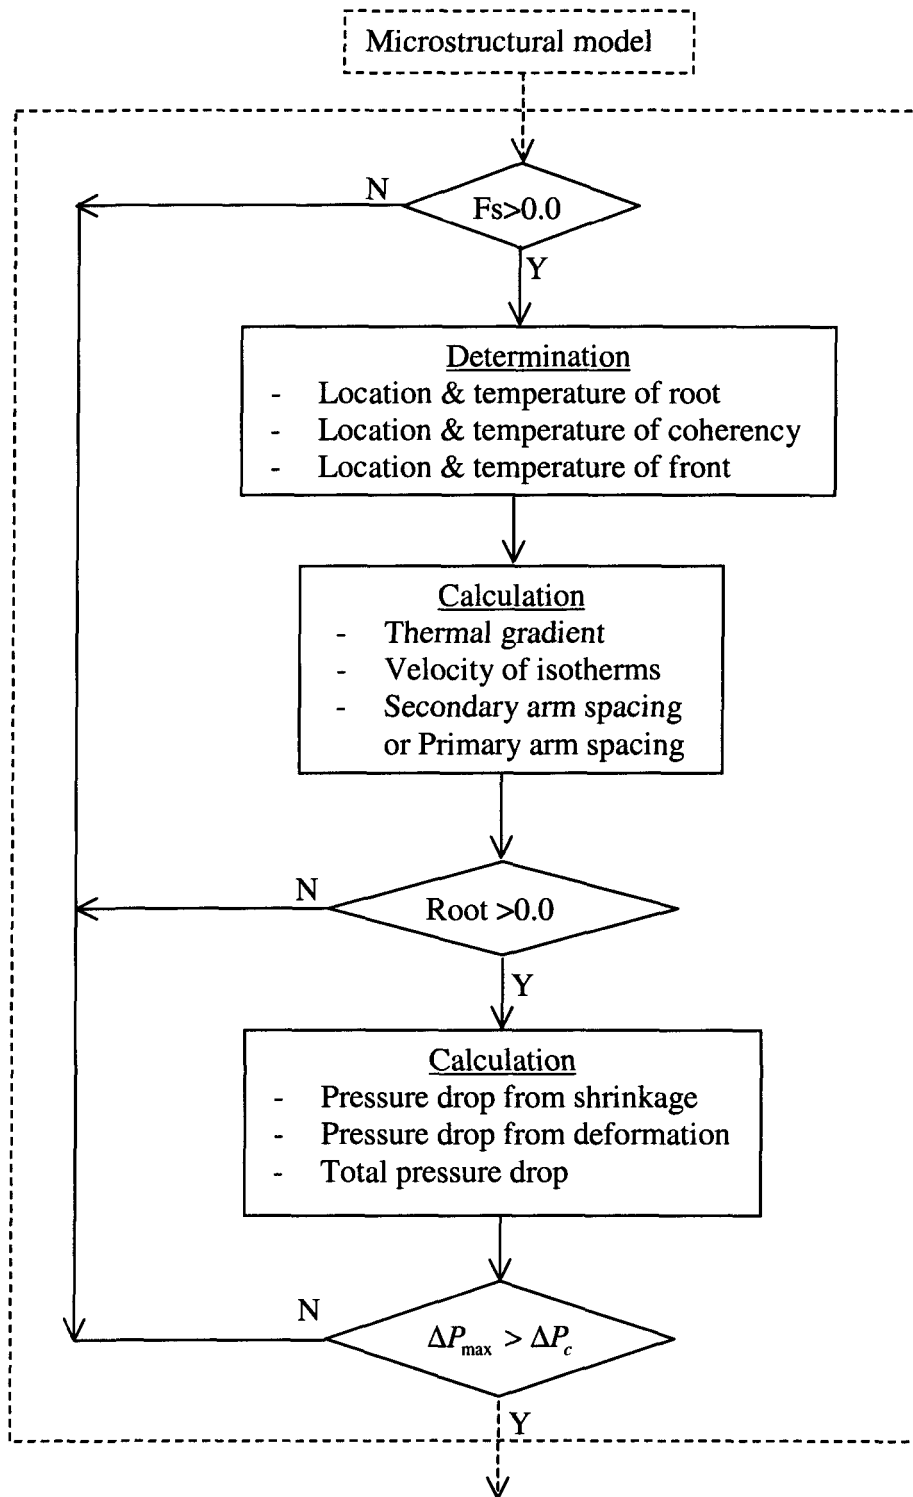 Microstructural model
N
Fs>0.0
Y
Determination
- Location & temperature of root
- Location & temperature of coherency
- Location & temperature of front
Calculation
- Thermal gradient
- Velocity of isotherms
- Secondary arm spacing
or Primary arm spacing
N
Root >0.0
Y
Calculation
- Pressure drop from shrinkage
- Pressure drop from deformation
- Total pressure drop
N
ΔPmax > ΔPc
Y